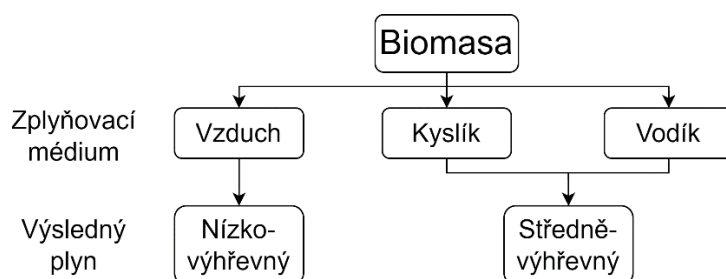 Biomasa
Zplyňovací
médium
Vzduch
Kyslík
Vodík
Výsledný
plyn
Nízko-
výhřevný
Středně-
výhřevný